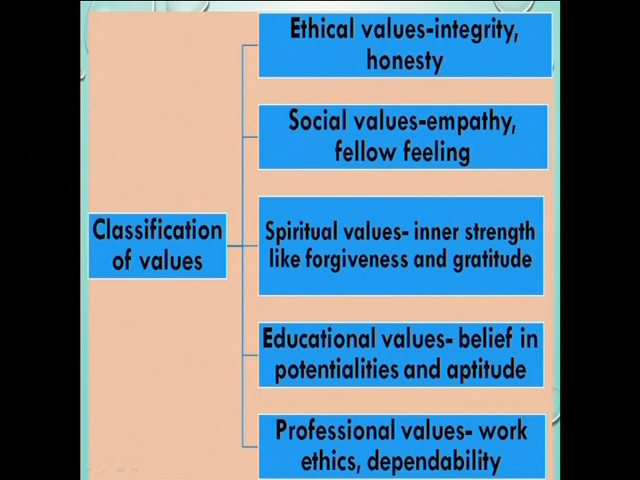 Ethical values-integrity,
honesty
Social values-empathy,
fellow feeling
Classification
of values
Spiritual values- inner strength
like forgiveness and gratitude
Educational values- belief in
potentialities and aptitude
Professional values- work
ethics, dependability